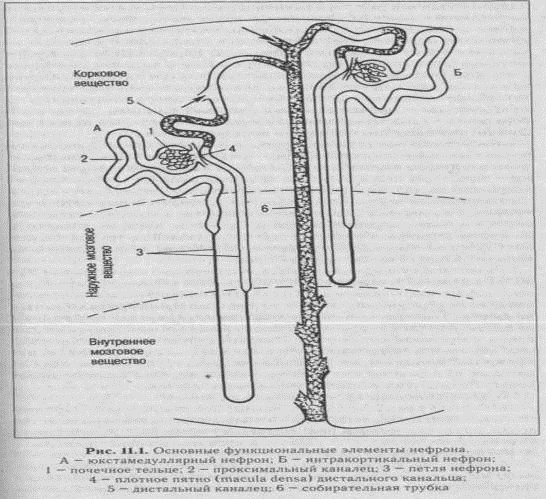 Корковое
вещество
А
Б
5
1
2
4
6
3
Наружное мозговое
вещество
Внутреннее
мозговое
вещество
Рис. 11.1. Основные функциональные элементы нефрона.
А — юкстамедуллярный нефрон; Б — интракортикальный нефрон;
1 — почечное тельце; 2 — проксимальный каналец; 3 — петля нефрона;
4 — плотное пятно (macula densa) дистального канальца;
5 — дистальный каналец; 6 — собирательная трубка